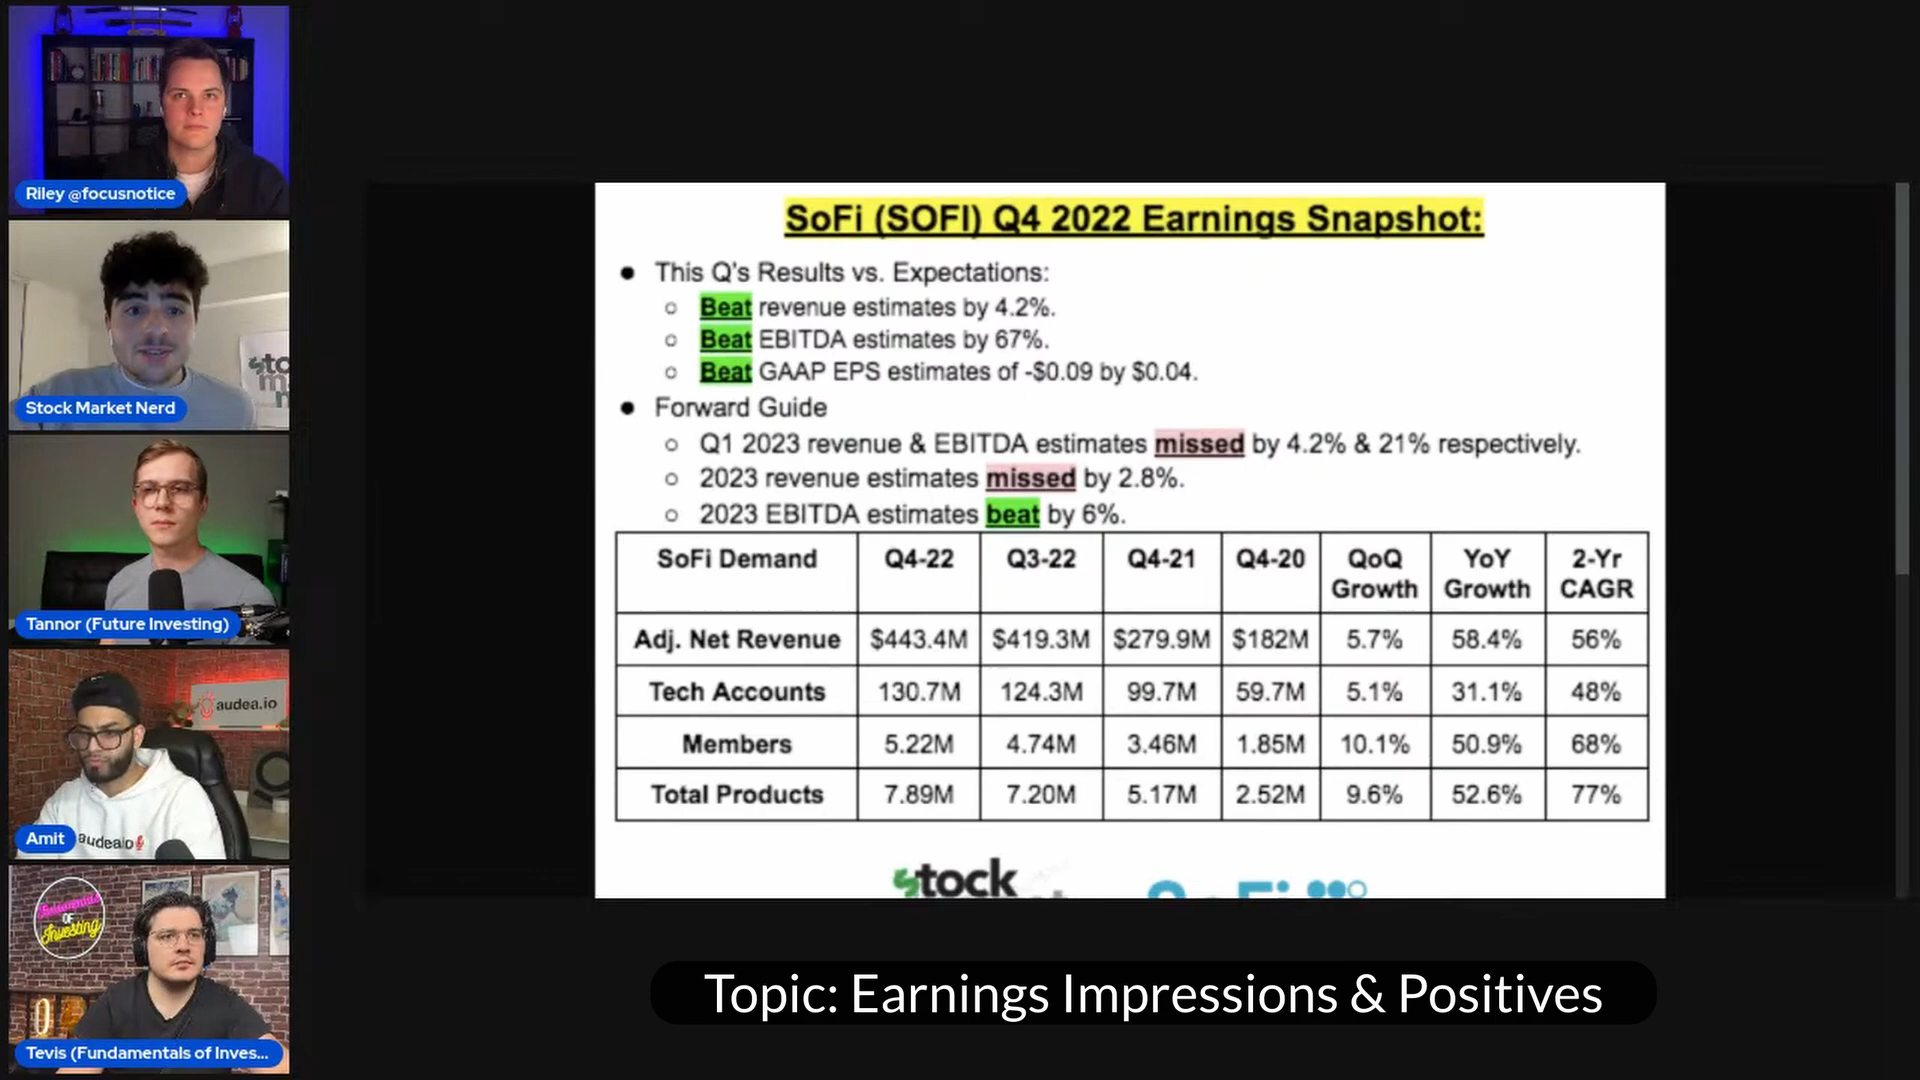 Riley @focusnotice
Stock Market Nerd
Tannor (Future Investing)
audea.io
audeaio
Amit
Fundamentals
OF
Investing
Tevis (Fundamentals of Inves...
SoFi (SOFI) Q4 2022 Earnings Snapshot:
● This Q's Results vs. Expectations:
○ Beat revenue estimates by 4.2%.
○ Beat EBITDA estimates by 67%.
○ Beat GAAP EPS estimates of -$0.09 by $0.04.
● Forward Guide
○ Q1 2023 revenue & EBITDA estimates missed by 4.2% & 21% respectively.
○ 2023 revenue estimates missed by 2.8%.
○ 2023 EBITDA estimates beat by 6%.
SoFi Demand Q4-22 Q3-22 Q4-21 Q4-20 QoQ Growth YoY Growth 2-Yr CAGR
Adj. Net Revenue $443.4M $419.3M $279.9M $182M 5.7% 58.4% 56%
Tech Accounts 130.7M 124.3M 99.7M 59.7M 5.1% 31.1% 48%
Members 5.22M 4.74M 3.46M 1.85M 10.1% 50.9% 68%
Total Products 7.89M 7.20M 5.17M 2.52M 9.6% 52.6% 77%
stock
SoFi
Topic: Earnings Impressions & Positives